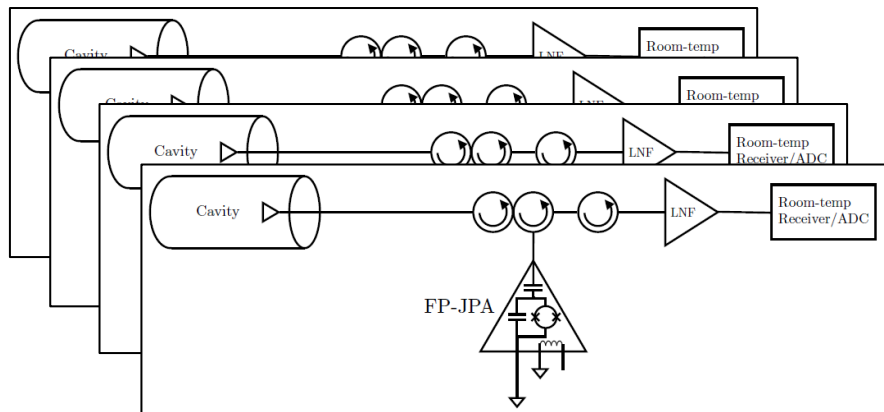 Cavity
LNF
Room-temp
Cavity
LNF
Room-temp
Cavity
LNF
Room-temp
Receiver/ADC
Cavity
LNF
Room-temp
Receiver/ADC
FP-JPA